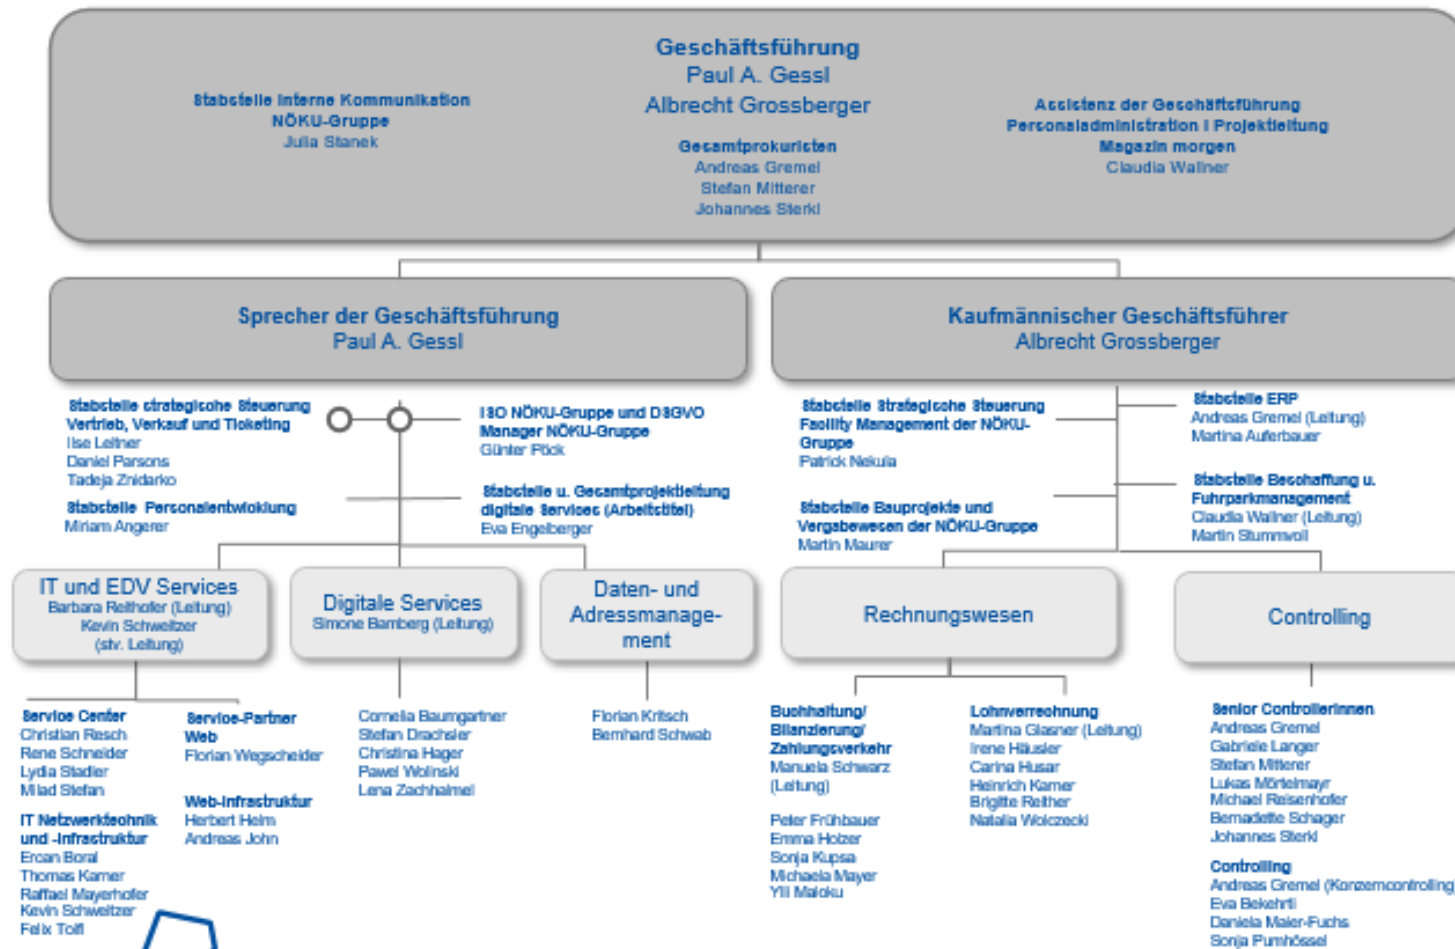 Geschäftsführung
Paul A. Gessl
Albrecht Grossberger
Stabstelle Interne Kommunikation
NÖKU-Gruppe
Julia Stanek
Gesamtprokuristen
Andreas Gremel
Stefan Mitterer
Johannes Sterkl
Assistenz der Geschäftsführung
Personaladministration I Projektleitung
Magazin morgen
Claudia Wallner
Sprecher der Geschäftsführung
Paul A. Gessl
Kaufmännischer Geschäftsführer
Albrecht Grossberger
Stabstelle strategische Steuerung
Vertrieb, Verkauf und Ticketing
Ilse Leitner
Daniel Parsons
Tadeja Znidarko
Stabstelle Personalentwicklung
Miriam Angerer
ISO NÖKU-Gruppe und DSGVO
Manager NÖKU-Gruppe
Günter Pöck
Stabstelle u. Gesamtprojektleitung
digitale Services (Arbeitstitel)
Eva Engelberger
Stabstelle Strategische Steuerung
Facility Management der NÖKU-
Gruppe
Patrick Nekula
Stabstelle Bauprojekte und
Vergabewesen der NÖKU-Gruppe
Martin Maurer
Stabstelle ERP
Andreas Gremel (Leitung)
Martina Auferbauer
Stabstelle Beschaffung u.
Fuhrparkmanagement
Claudia Wallner (Leitung)
Martin Stummvoll
IT und EDV Services
Barbara Reithofer (Leitung)
Kevin Schweitzer
(stv. Leitung)
Digitale Services
Simone Bamberg (Leitung)
Daten- und
Adressmanage-
ment
Rechnungswesen
Controlling
Service Center
Christian Resch
Rene Schneider
Lydia Stadler
Milad Stefan
IT Netzwerktechnik
und -Infrastruktur
Ercan Boral
Thomas Karner
Raffael Mayerhofer
Kevin Schweitzer
Felix Tolfl
Service-Partner
Web
Florian Wegscheider
Web-Infrastruktur
Herbert Helm
Andreas John
Cornelia Baumgartner
Stefan Drachsler
Christina Hager
Pawel Wolinski
Lena Zachhalmel
Florian Kritsch
Bernhard Schwab
Buchhaltung/
Bilanzierung/
Zahlungsverkehr
Manuela Schwarz
(Leitung)
Peter Frühbauer
Emma Holzer
Sonja Kupsa
Michaela Mayer
Ylli Maloku
Lohnverrechnung
Martina Glasner (Leitung)
Irene Häusler
Carina Husar
Heinrich Karner
Brigitte Reither
Natalia Wolczecki
Senior ControllerInnen
Andreas Gremel
Gabriele Langer
Stefan Mitterer
Lukas Mörtelmayr
Michael Reisenhofer
Bernadette Schager
Johannes Sterkl
Controlling
Andreas Gremel (Konzerncontrolling)
Eva Bekehrti
Daniela Maier-Fuchs
Sonja Pumhössel